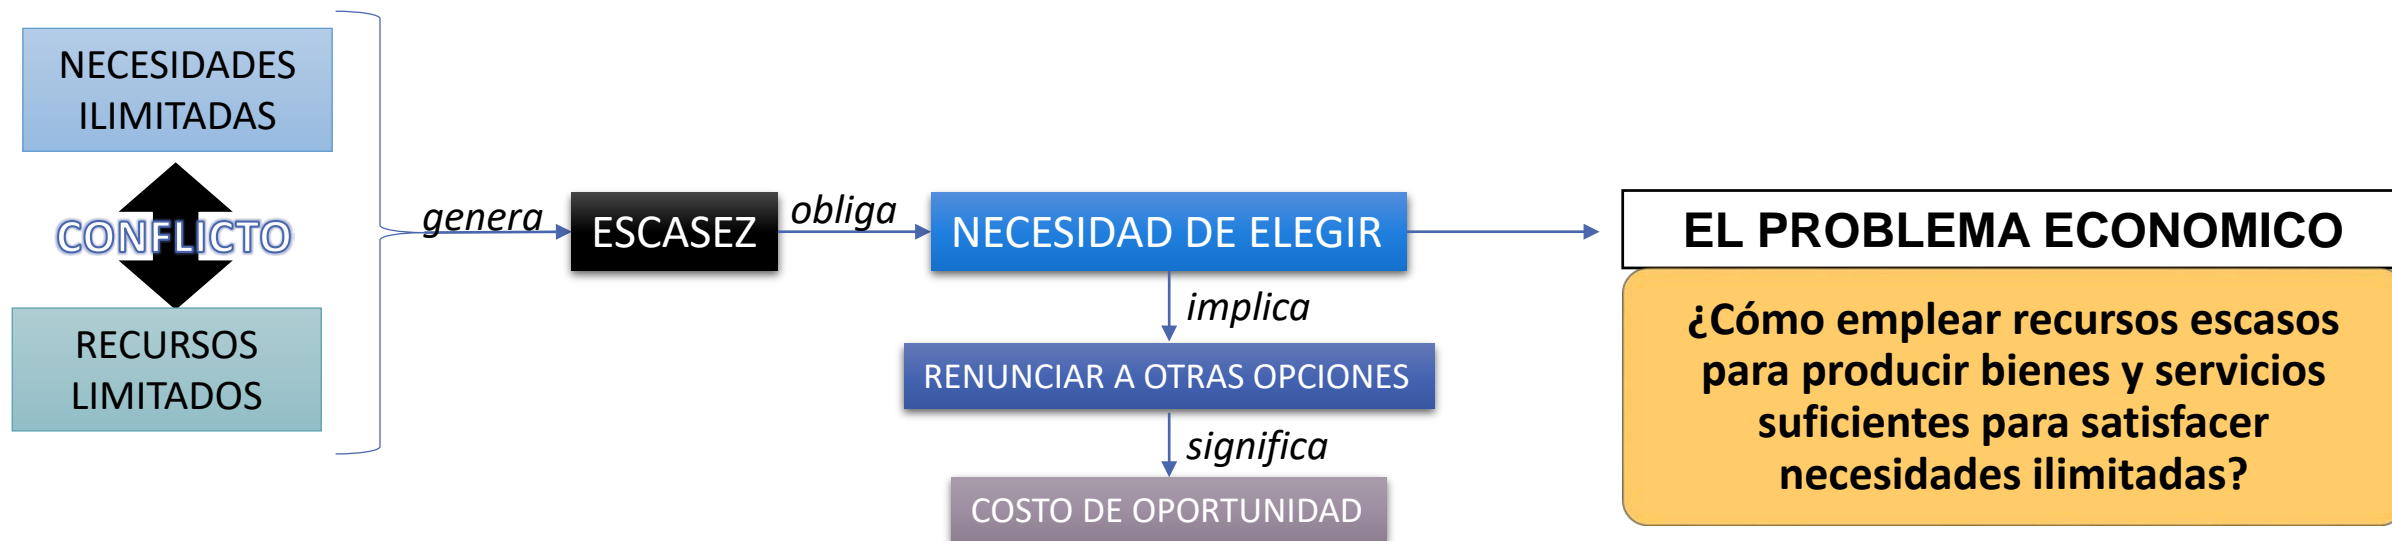 NECESIDADES
ILIMITADAS
CONFLICTO
RECURSOS
LIMITADOS
genera
ESCASEZ
obliga
NECESIDAD DE ELEGIR
implica
RENUNCIAR A OTRAS OPCIONES
significa
COSTO DE OPORTUNIDAD
EL PROBLEMA ECONOMICO
¿Cómo emplear recursos escasos
para producir bienes y servicios
suficientes para satisfacer
necesidades ilimitadas?